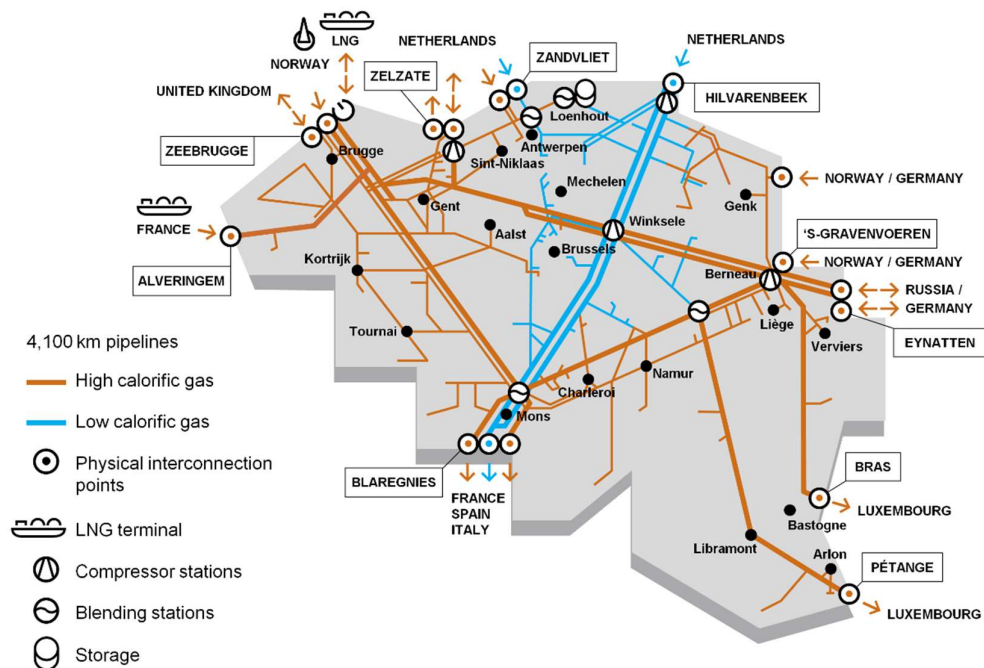 LNG
NORWAY
NETHERLANDS
ZANDVLIET
NETHERLANDS
ZELZATE
UNITED KINGDOM
HILVARENBEEK
Loenhout
ZEEBRUGGE
Brugge
Antwerpen
Sint-Niklaas
NORWAY / GERMANY
Mechelen
Genk
Gent
FRANCE
Winksele
Aalst
'S-GRAVENVOEREN
Brussels
Kortrijk
NORWAY / GERMANY
ALVERINGEM
Berneau
RUSSIA /
GERMANY
Liège
Tournai
EYNATTEN
Verviers
4,100 km pipelines
Namur
High calorific gas
Charleroi
Low calorific gas
Mons
Physical interconnection
points
BLAREGNIES
BRAS
FRANCE
SPAIN
ITALY
LUXEMBOURG
Bastogne
LNG terminal
Libramont
Arlon
PÉTANGE
Compressor stations
Blending stations
LUXEMBOURG
Storage